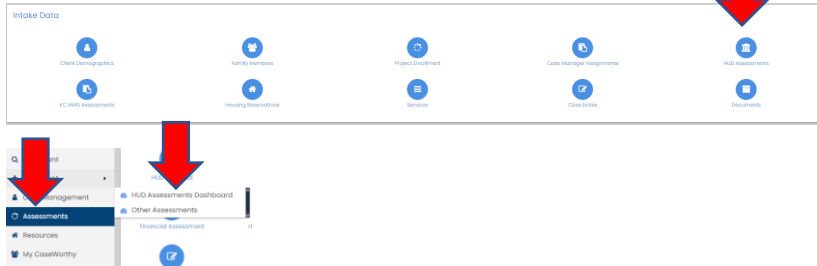 Intake Data
Client Demographics
Family Members
Project Enrollment
Case Manager Assignments
HUD Assessments
KC HMIS Assessments
Housing Reservations
Services
Case Notes
Documents
HUD Assessments Dashboard
Management
Other Assessments
Assessments
Financial Assessment
H
Resources
My CaseWorthy